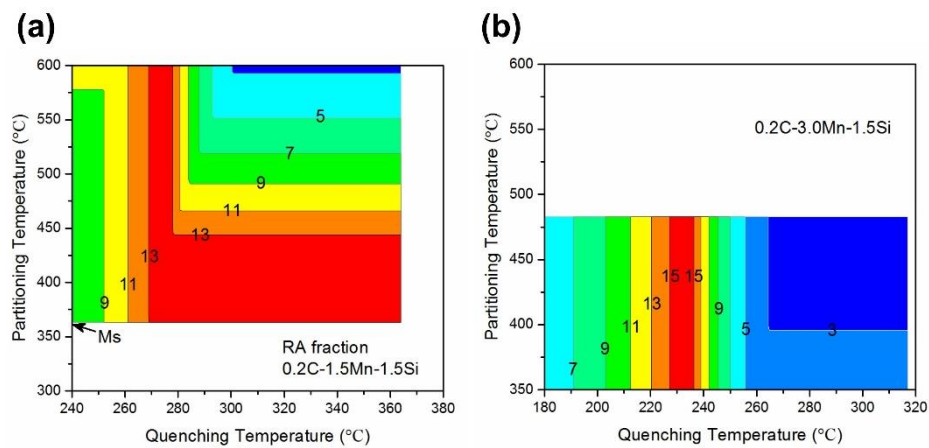 (a)
600
550
500
450
400
350
300
Partitioning Temperature (°C)
5
7
9
11
13
13
11
9
Ms
RA fraction
0.2C-1.5Mn-1.5Si
240 260 280 300 320 340 360 380
Quenching Temperature (°C)
(b)
600
550
500
450
400
350
Partitioning Temperature (°C)
0.2C-3.0Mn-1.5Si
15 15
13
9
11
5
3
9
7
180 200 220 240 260 280 300 320
Quenching Temperature (°C)